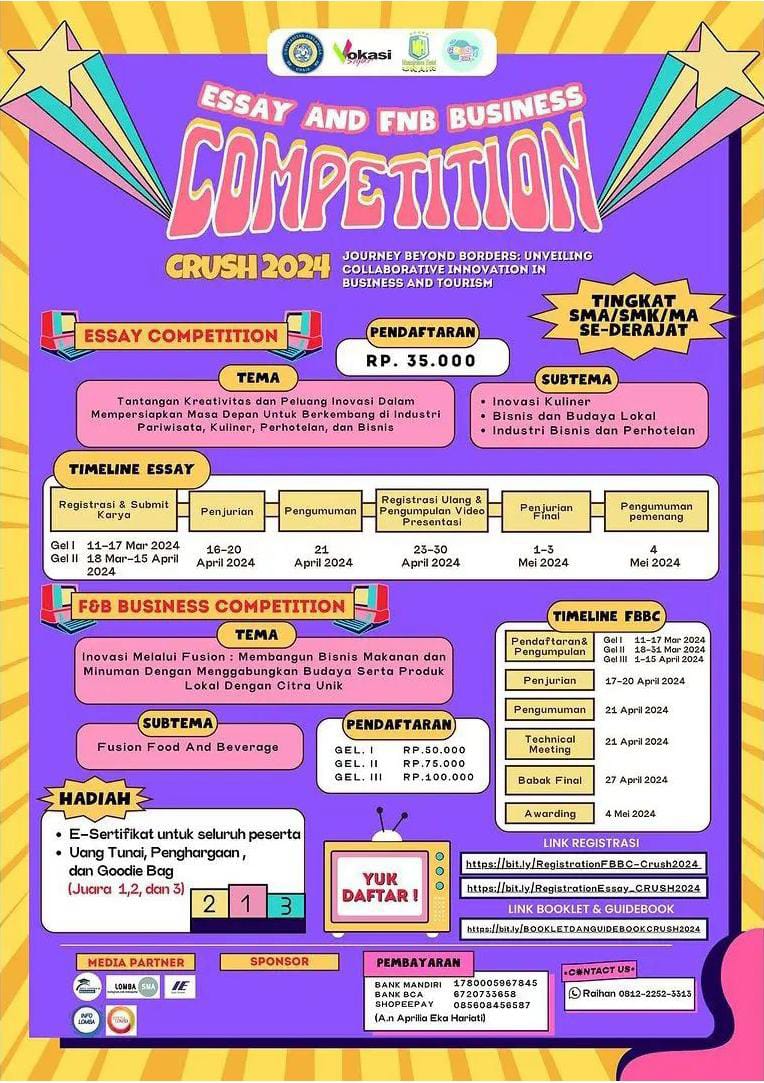 Vokasi
ESSAY AND FNB BUSINESS
COMPETITION
CRUSH 2024
JOURNEY BEYOND BORDERS: UNVEILING
COLLABORATIVE INNOVATION IN
BUSINESS AND TOURISM
TINGKAT
SMA/SMK/MA
SE-DERAJAT
ESSAY COMPETITION
PENDAFTARAN
RP. 35.000
TEMA
Tantangan Kreativitas dan Peluang Inovasi Dalam
Mempersiapkan Masa Depan Untuk Berkembang di Industri
Pariwisata, Kuliner, Perhotelan, dan Bisnis
SUBTEMA
• Inovasi Kuliner
• Bisnis dan Budaya Lokal
• Industri Bisnis dan Perhotelan
TIMELINE ESSAY
Registrasi & Submit
Karya
Gel I 11-17 Mar 2024
Gel II 18 Mar-15 April
2024
Penjurian
16-20
April 2024
Pengumuman
21
April 2024
Registrasi Ulang &
Pengumpulan Video
Presentasi
23-30
April 2024
Penjurian
Final
1-3
Mei 2024
Pengumuman
pemenang
4
Mei 2024
F&B BUSINESS COMPETITION
TEMA
Inovasi Melalui Fusion : Membangun Bisnis Makanan dan
Minuman Dengan Menggabungkan Budaya Serta Produk
Lokal Dengan Citra Unik
SUBTEMA
Fusion Food And Beverage
PENDAFTARAN
GEL. I RP.50.000
GEL. II RP.75.000
GEL. III RP.100.000
TIMELINE FBBC
Pendaftaran&
Pengumpulan
Gel I 11-17 Mar 2024
Gel II 18-31 Mar 2024
Gel III 1-15 April 2024
Penjurian 17-20 April 2024
Pengumuman 21 April 2024
Technical
Meeting
21 April 2024
Babak Final 27 April 2024
Awarding 4 Mei 2024
HADIAH
• E-Sertifikat untuk seluruh peserta
• Uang Tunai, Penghargaan ,
dan Goodie Bag
(Juara 1,2, dan 3)
2 1 3
YUK
DAFTAR !
LINK REGISTRASI
https://bit.ly/RegistrationFBBC-Crush2024
https://bit.ly/RegistrationEssay_CRUSH2024
LINK BOOKLET & GUIDEBOOK
https://bit.ly/BOOKLETDANGUIDEBOOKCRUSH2024
MEDIA PARTNER
LOMBA SMA
IE
INFO
LOMBA
SPONSOR
PEMBAYARAN
BANK MANDIRI 1780005967845
BANK BCA 6720733658
SHOPEEPAY 085608456587
(A.n Aprilia Eka Hariati)
•CONTACT US•
Raihan 0812-2252-3313